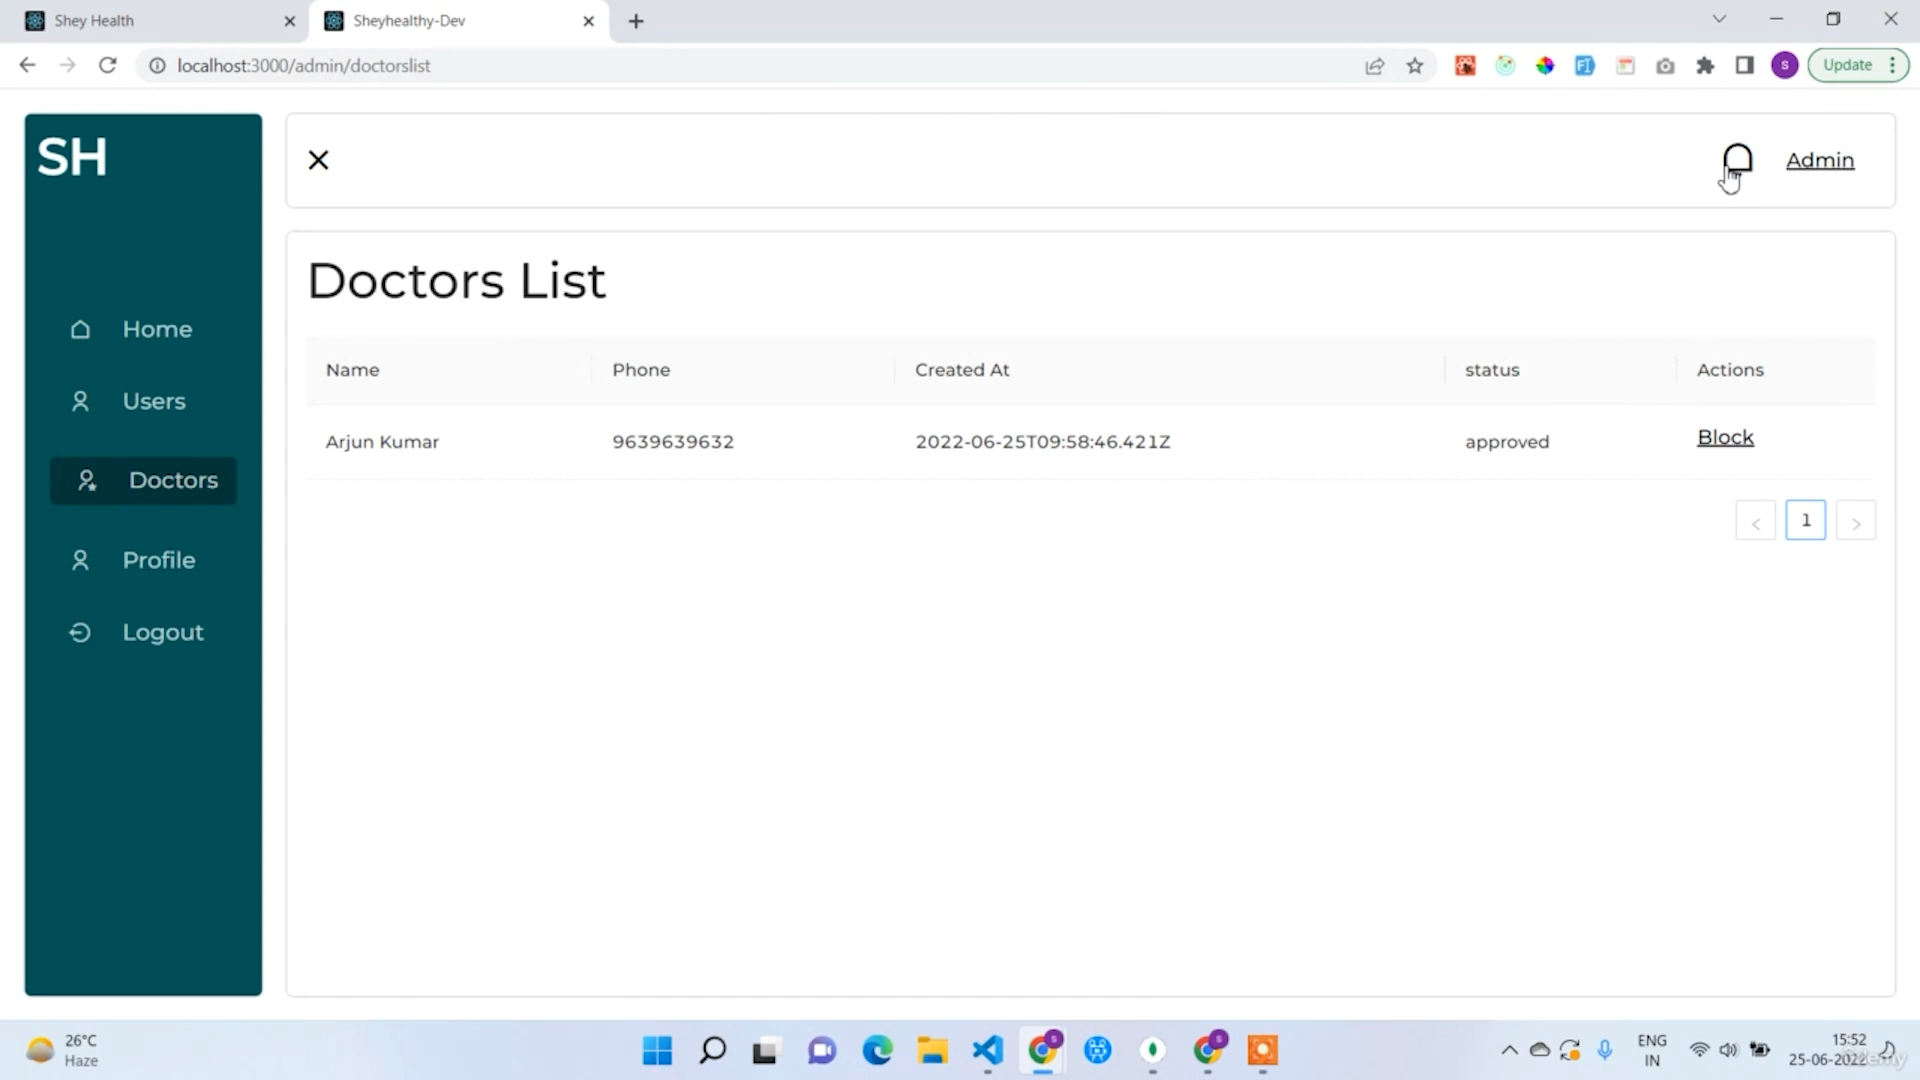 Shey Health
Sheyhealthy-Dev
localhost:3000/admin/doctorslist
S
Update
SH
Admin
Home
Users
Doctors
Profile
Logout
Doctors List
Name Phone Created At status Actions
Arjun Kumar 9639639632 2022-06-25T09:58:46.421Z approved Block
< 1 >
26°C
Haze
ENG
IN
15:52
25-06-2022